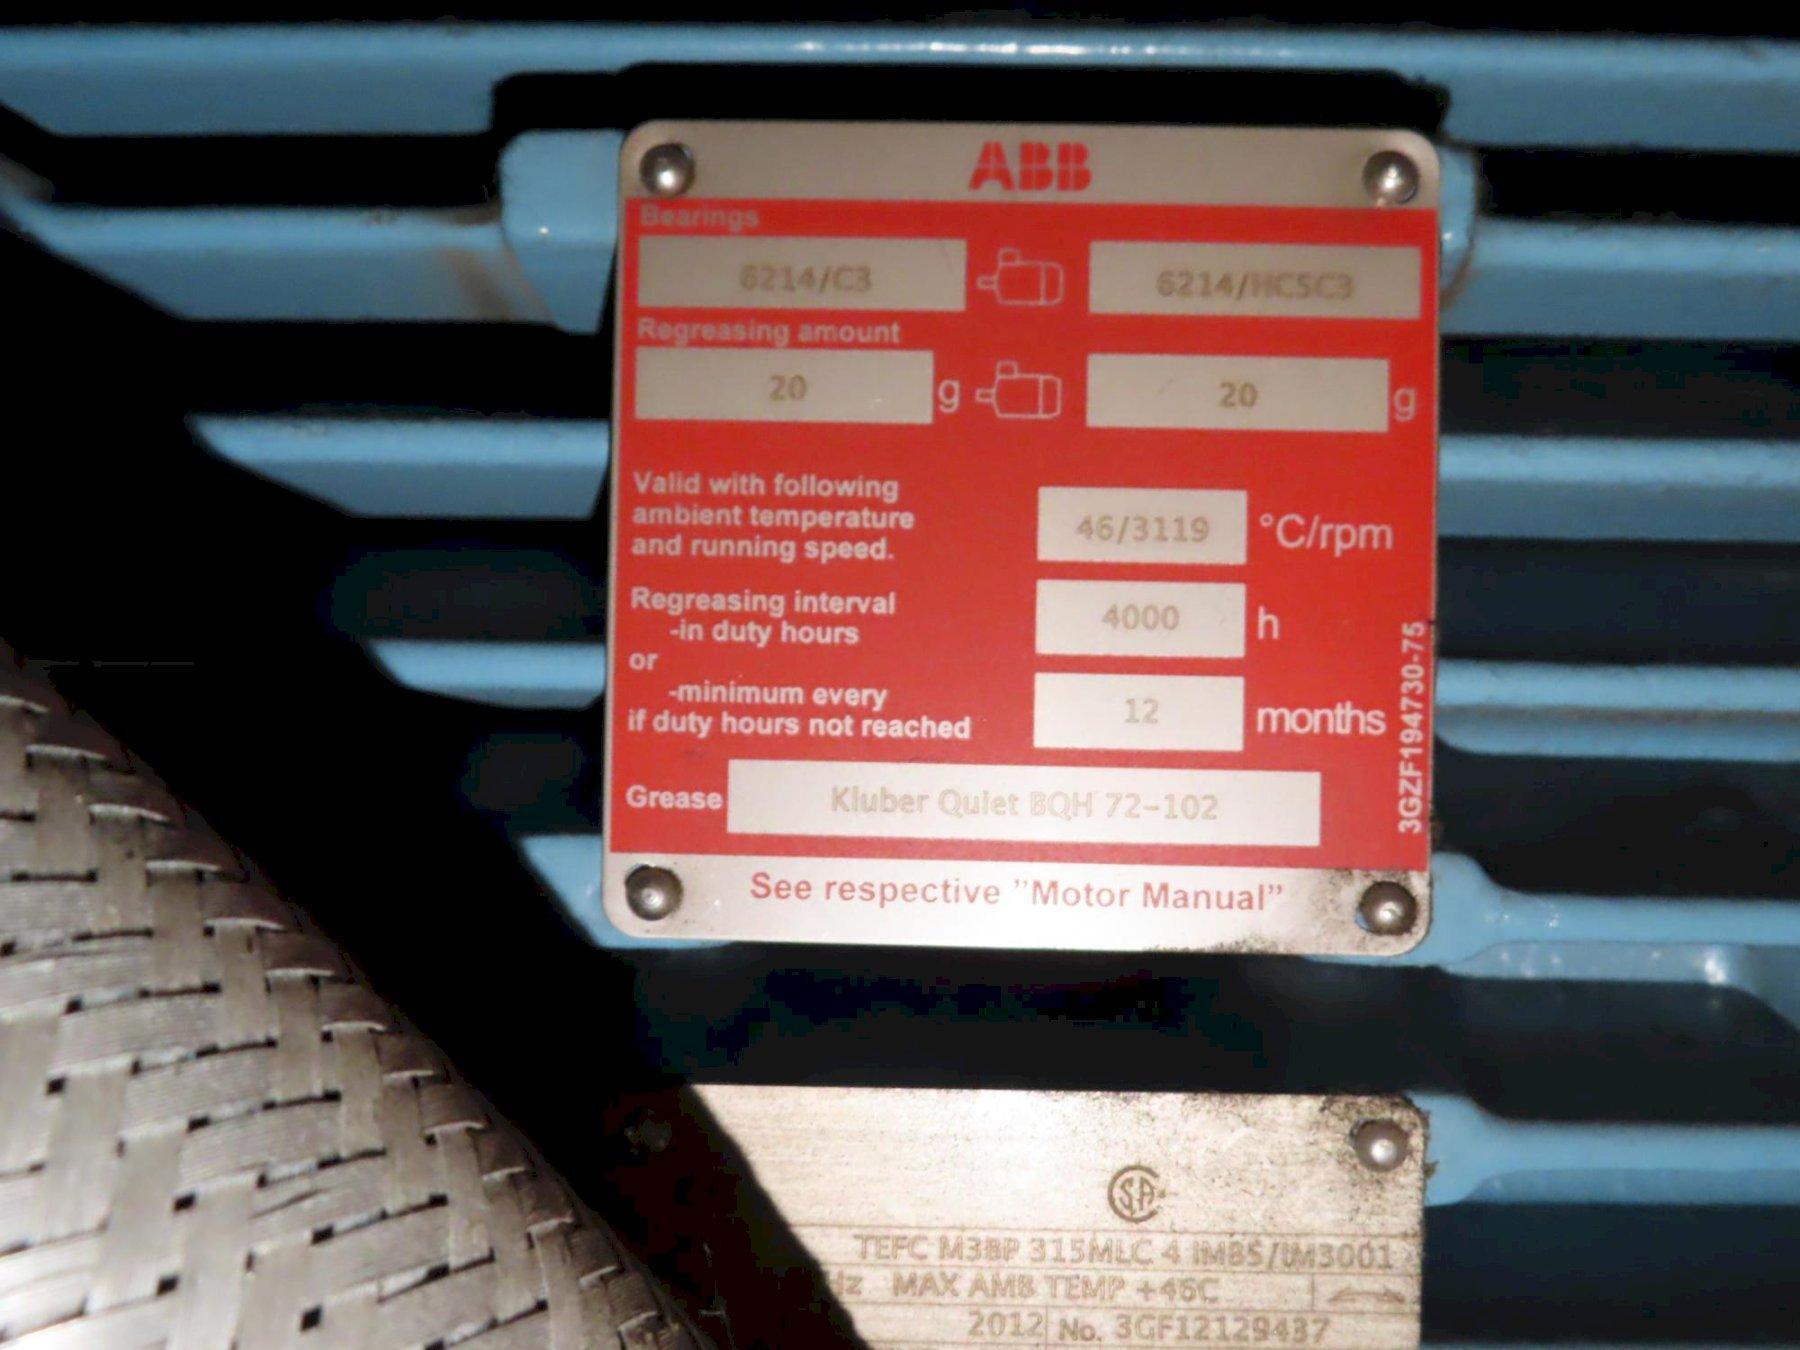 ABB
Bearings
6214/C3 6214/HC5C3
Regreasing amount
20 g 20 g
Valid with following
ambient temperature
and running speed.
46/3119 °C/rpm
Regreasing interval
-in duty hours
4000 h
or
-minimum every
if duty hours not reached
12 months
Grease Kluber Quiet BQH 72-102
3GZF194730-75
See respective "Motor Manual"
TEFC M3BP 315MLC 4 IMB5/IM3001
Hz MAX AMB TEMP +46C
2012 No. 3GF12129437